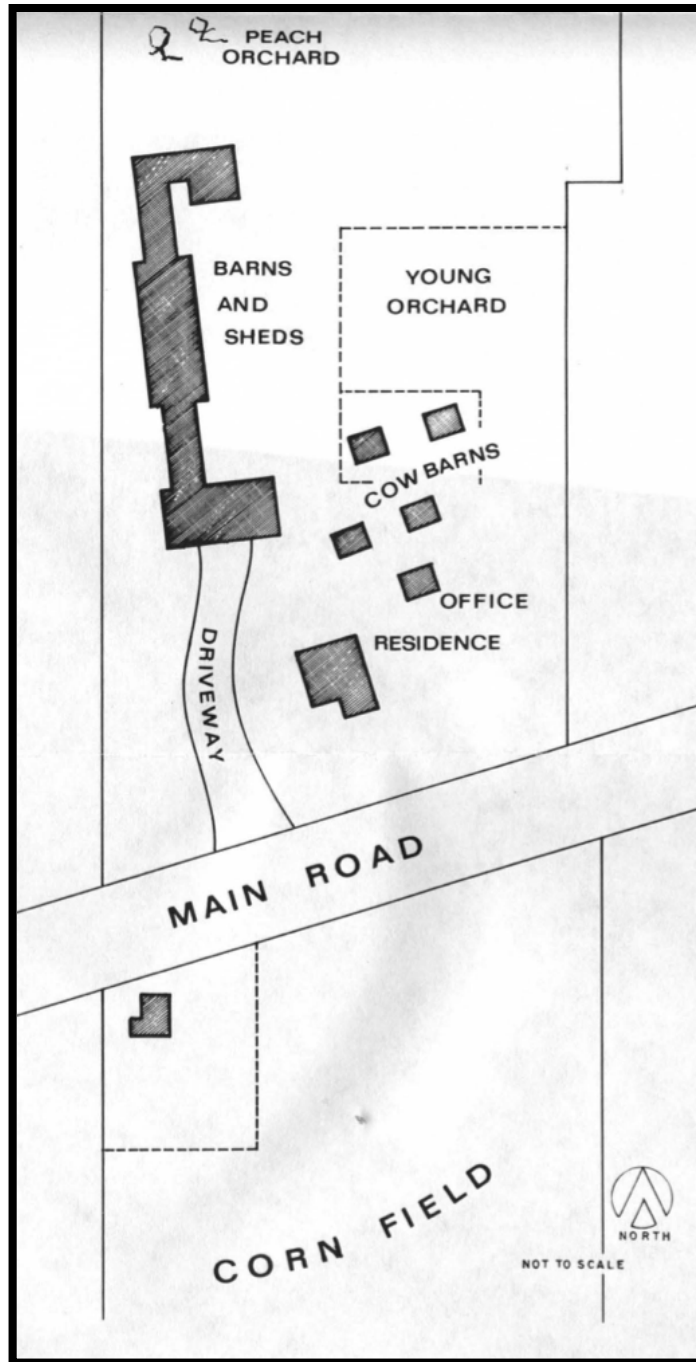 PEACH
ORCHARD
BARNS
AND
SHEDS
YOUNG
ORCHARD
COW BARNS
OFFICE
RESIDENCE
DRIVEWAY
MAIN ROAD
CORN FIELD
NORTH
NOT TO SCALE